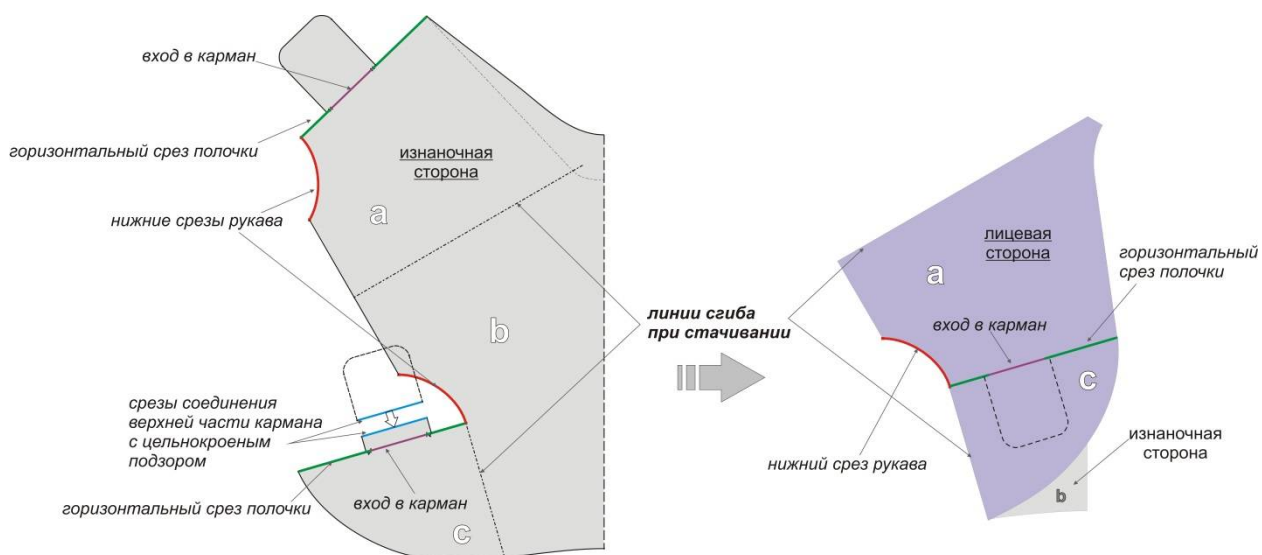 вход в карман
горизонтальный срез полочки
изнаночная
сторона
a
нижние срезы рукава
b
линии сгиба
при стачивании
срезы соединения
верхней части кармана
с цельнокроеным
подзором
горизонтальный срез полочки
вход в карман
c
лицевая
сторона
a
горизонтальный
срез полочки
вход в карман
c
нижний срез рукава
изнаночная
сторона
b